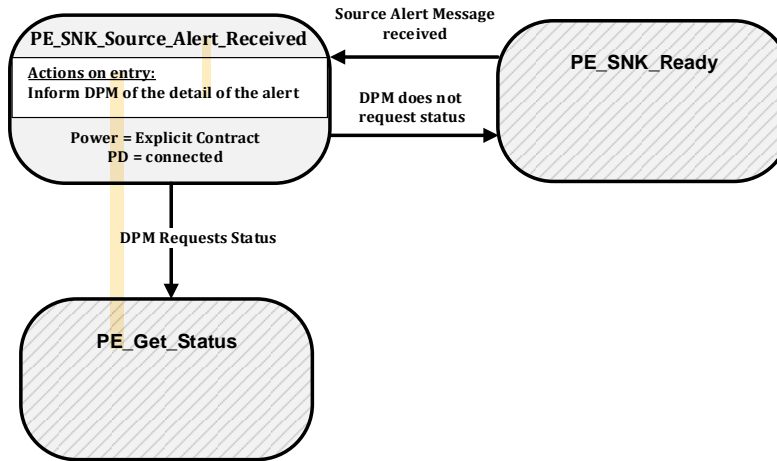 Source Alert Message
received
PE_SNK_Source_Alert_Received
Actions on entry:
Inform DPM of the detail of the alert
Power = Explicit Contract
PD = connected
PE_SNK_Ready
DPM does not
request status
DPM Requests Status
PE_Get_Status